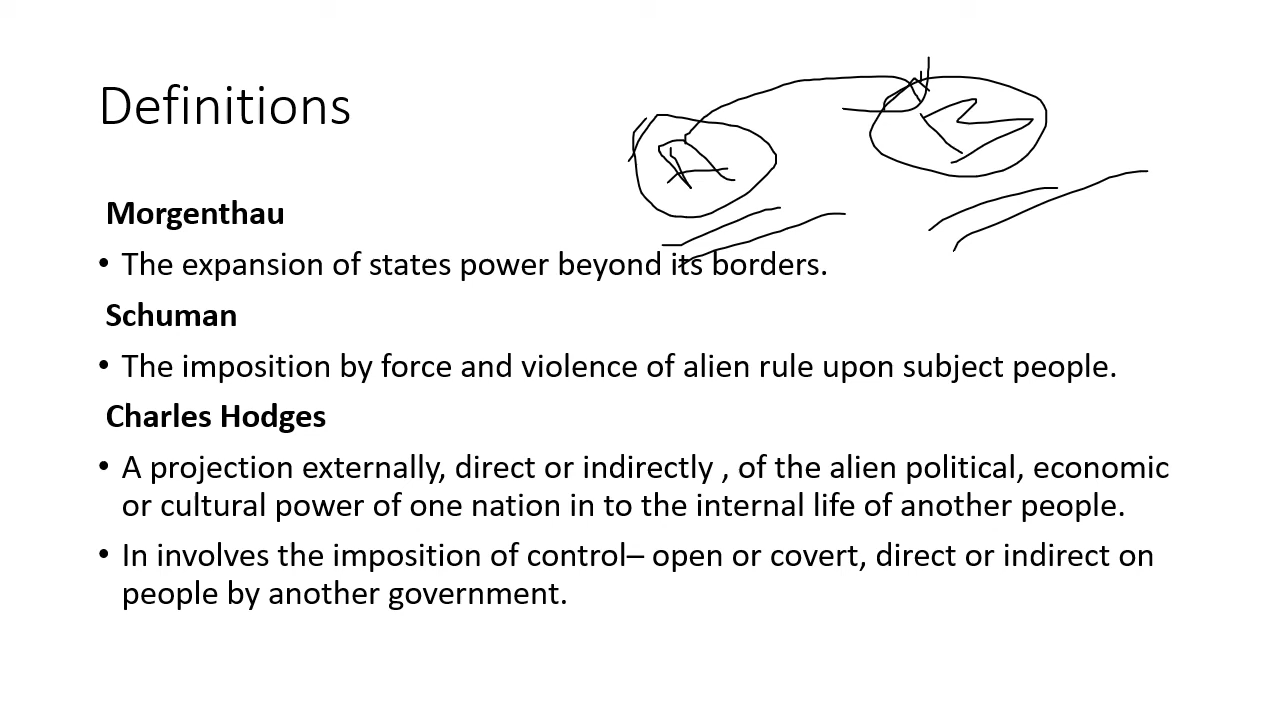 Definitions
A
B
Morgenthau
• The expansion of states power beyond its borders.
Schuman
• The imposition by force and violence of alien rule upon subject people.
Charles Hodges
• A projection externally, direct or indirectly , of the alien political, economic
or cultural power of one nation in to the internal life of another people.
• In involves the imposition of control– open or covert, direct or indirect on
people by another government.